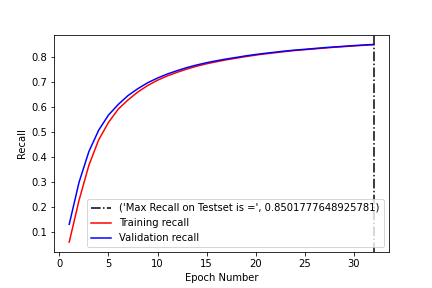 0.8
0.7
0.6
0.5
0.4
0.3
0.2
0.1
Recall
('Max Recall on Testset is =', 0.8501777648925781)
Training recall
Validation recall
0 5 10 15 20 25 30
Epoch Number